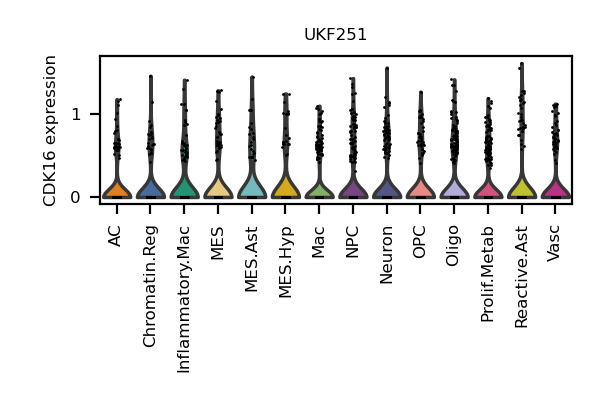 UKF251
CDK16 expression
1
0
AC
Chromatin.Reg
Inflammatory.Mac
MES
MES.Ast
MES.Hyp
Mac
NPC
Neuron
OPC
Oligo
Prolif.Metab
Reactive.Ast
Vasc